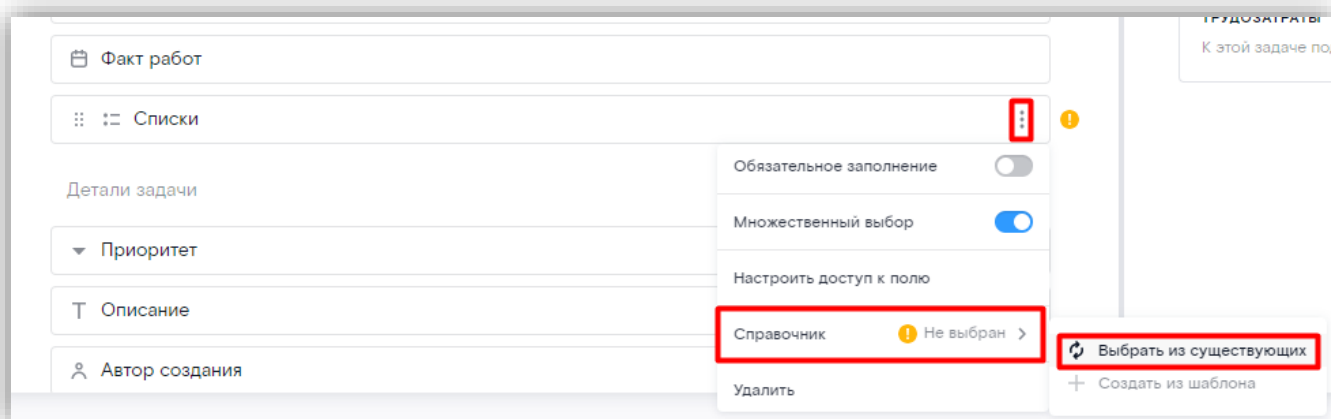 ТРУДОЗАТРАТЫ
Факт работ
К этой задаче по
Списки
Обязательное заполнение
Детали задачи
Множественный выбор
Приоритет
Настроить доступ к полю
Описание
Справочник
Не выбран
Выбрать из существующих
Автор создания
Создать из шаблона
Удалить